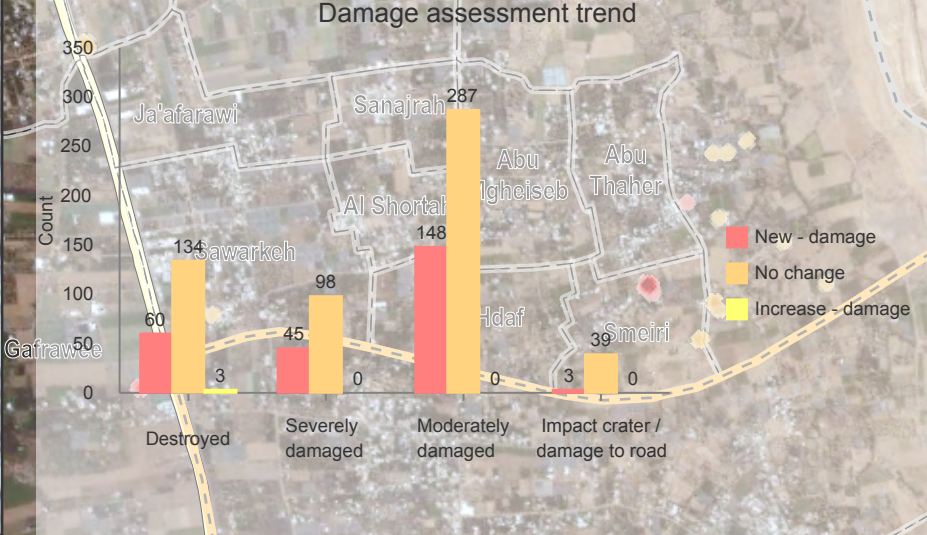 Damage assessment trend
350
300
250
200
150
100
50
0
Count
Ja'afarawi
Sanajrah
Abu
Mgheiseb
Abu
Thaher
Al Shortah
Sawarkeh
Hdaf
Smeiri
Gafrawee
60
134
3
45
98
0
148
287
0
3
39
0
Destroyed
Severely
damaged
Moderately
damaged
Impact crater /
damage to road
New - damage
No change
Increase - damage